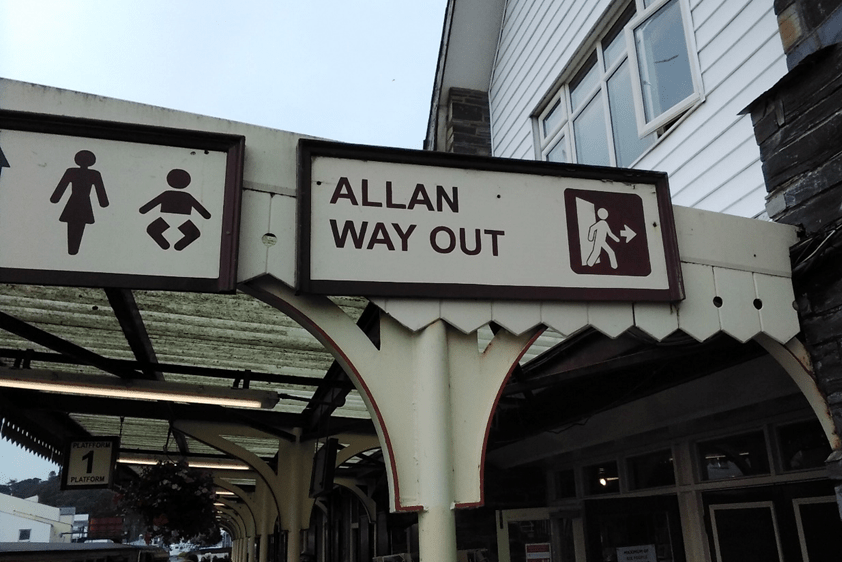 ALLAN
WAY OUT
PLATFORM
1
PLATFORM